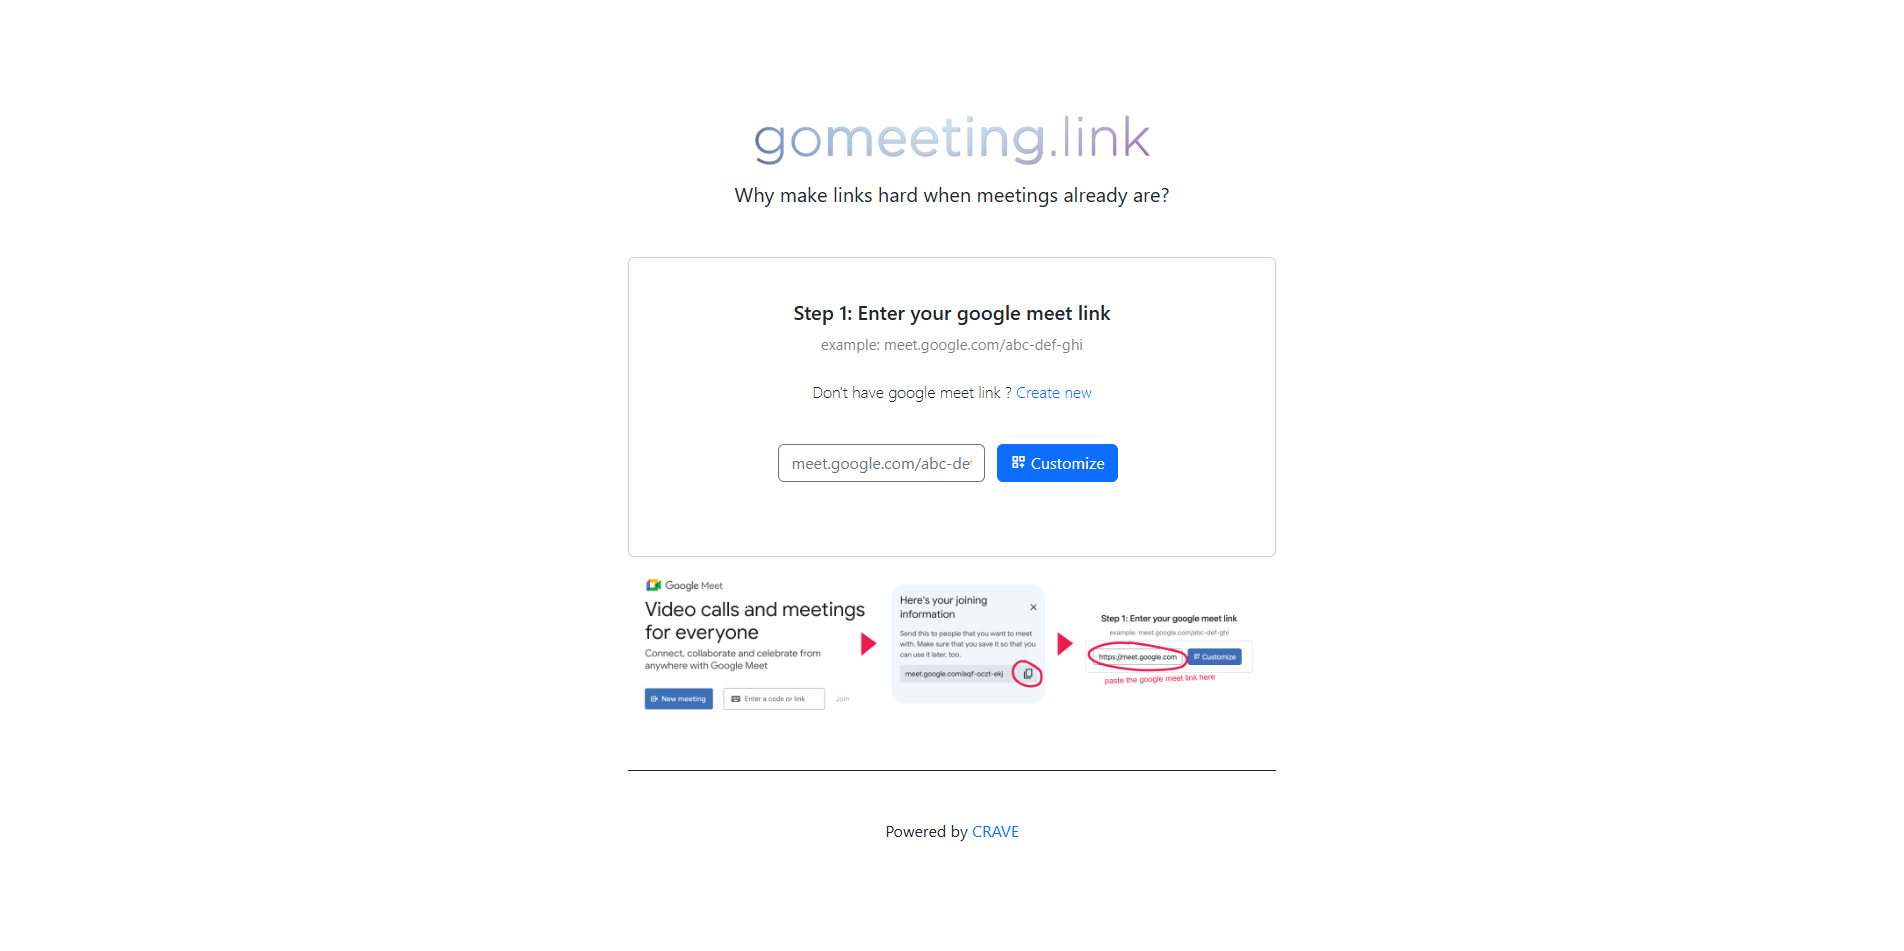 gomeeting.link
Why make links hard when meetings already are?
Step 1: Enter your google meet link
example: meet.google.com/abc-def-ghi
Don't have google meet link ? Create new
meet.google.com/abc-def
Customize
Google Meet
Video calls and meetings
for everyone
Connect, collaborate and celebrate from
anywhere with Google Meet
New meeting
Enter a code or link
Join
Here's your joining
information
Send this to people that you want to meet
with. Make sure that you save it so that you
can use it later, too.
meet.google.com/aqf-oczt-ekj
Step 1: Enter your google meet link
example: meet.google.com/abc-def-ghi
https://meet.google.com
Customize
paste the google meet link here
Powered by CRAVE